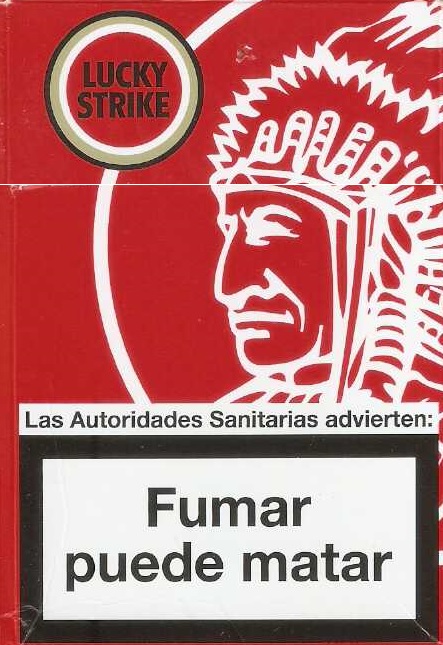 LUCKY
STRIKE
Las Autoridades Sanitarias advierten:
Fumar
puede matar